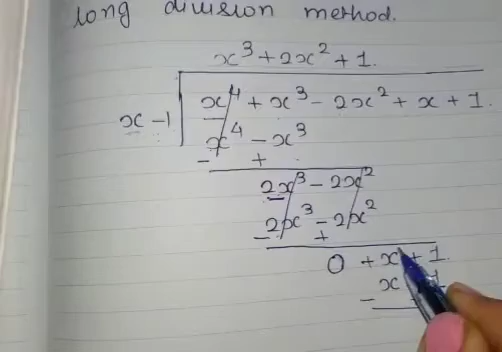 long division method.
x³ + 2x² + 1.
x - 1
x⁴ + x³ - 2x² + x + 1.
x⁴ - x³
- +
2x³ - 2x²
2x³ - 2x²
- +
0 + x + 1.
x 1
-